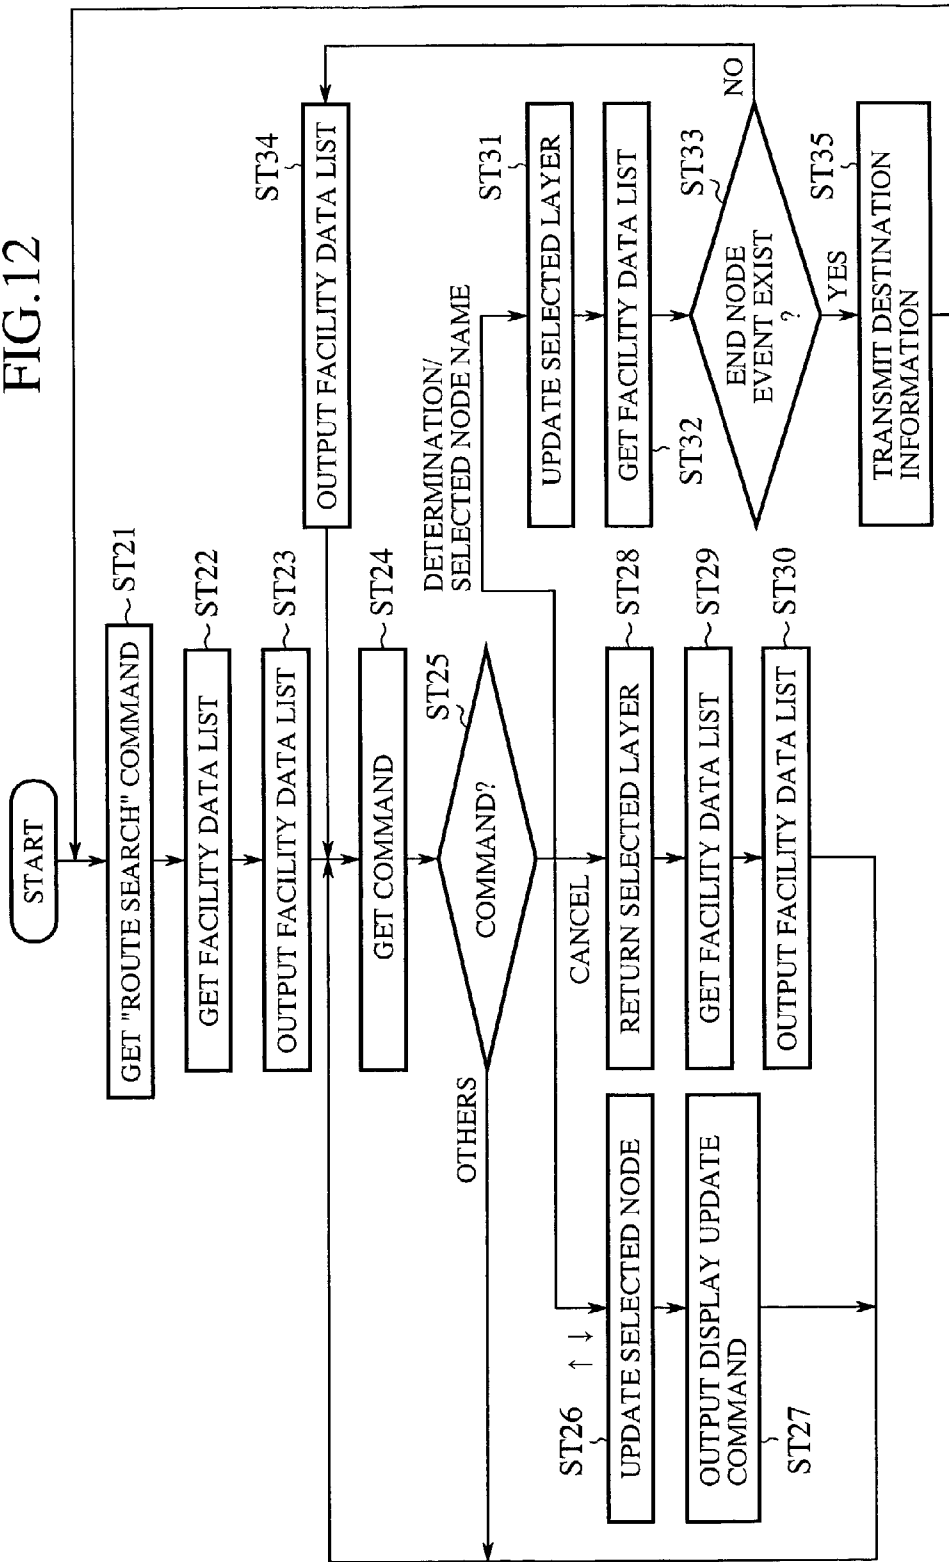 FIG.12
START
GET "ROUTE SEARCH" COMMAND
ST21
GET FACILITY DATA LIST
ST22
OUTPUT FACILITY DATA LIST
ST23
GET COMMAND
ST24
COMMAND?
ST25
OTHERS
↑ ↓
ST26
UPDATE SELECTED NODE
OUTPUT DISPLAY UPDATE
COMMAND
ST27
CANCEL
RETURN SELECTED LAYER
ST28
GET FACILITY DATA LIST
ST29
OUTPUT FACILITY DATA LIST
ST30
DETERMINATION/
SELECTED NODE NAME
UPDATE SELECTED LAYER
ST31
GET FACILITY DATA LIST
ST32
END NODE
EVENT EXIST
?
ST33
NO
OUTPUT FACILITY DATA LIST
ST34
YES
TRANSMIT DESTINATION
INFORMATION
ST35